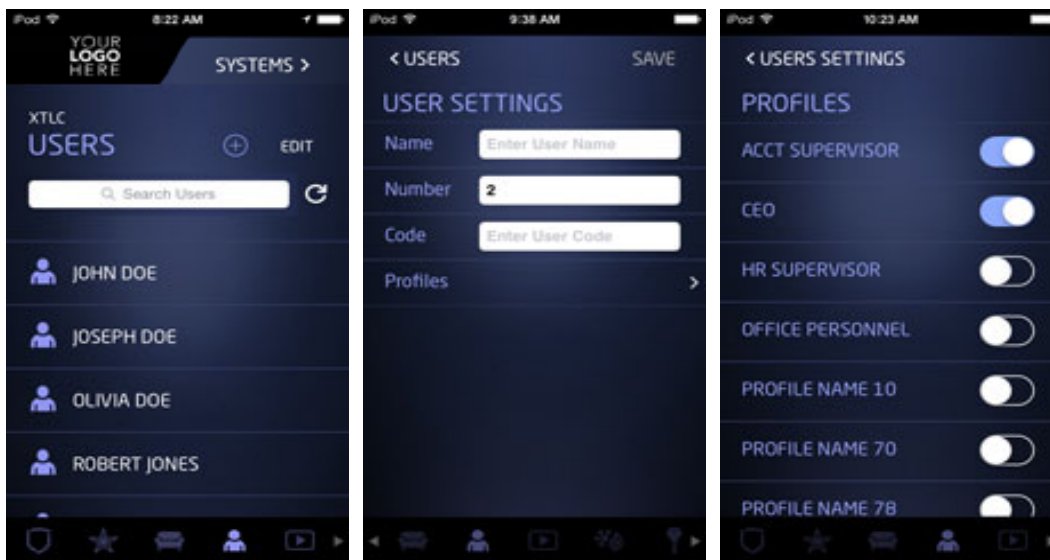 iPod 8:22 AM
YOUR
LOGO
HERE
SYSTEMS >
XTLC
USERS EDIT
Search Users
JOHN DOE
JOSEPH DOE
OLIVIA DOE
ROBERT JONES
iPod 9:38 AM
< USERS SAVE
USER SETTINGS
Name Enter User Name
Number 2
Code Enter User Code
Profiles >
iPod 10:23 AM
< USERS SETTINGS
PROFILES
ACCT SUPERVISOR
CEO
HR SUPERVISOR
OFFICE PERSONNEL
PROFILE NAME 10
PROFILE NAME 70
PROFILE NAME 78